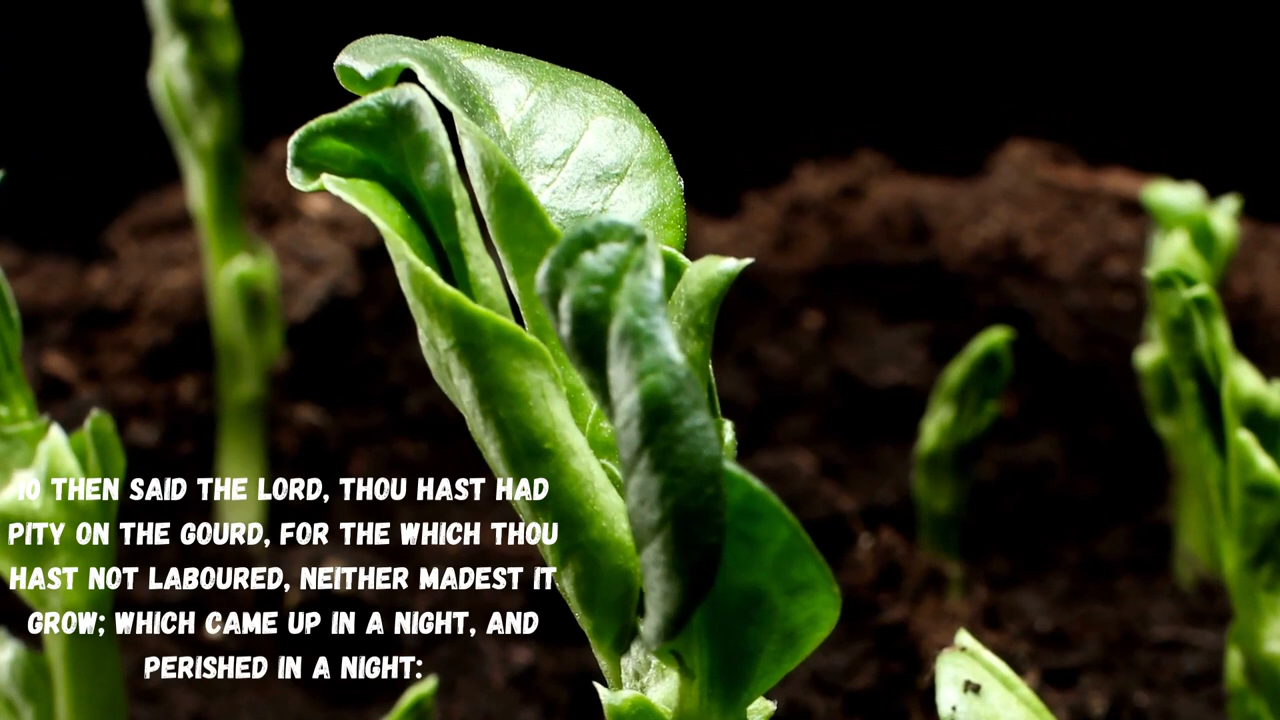 10 THEN SAID THE LORD, THOU HAST HAD
PITY ON THE GOURD, FOR THE WHICH THOU
HAST NOT LABOURED, NEITHER MADEST IT
GROW; WHICH CAME UP IN A NIGHT, AND
PERISHED IN A NIGHT: